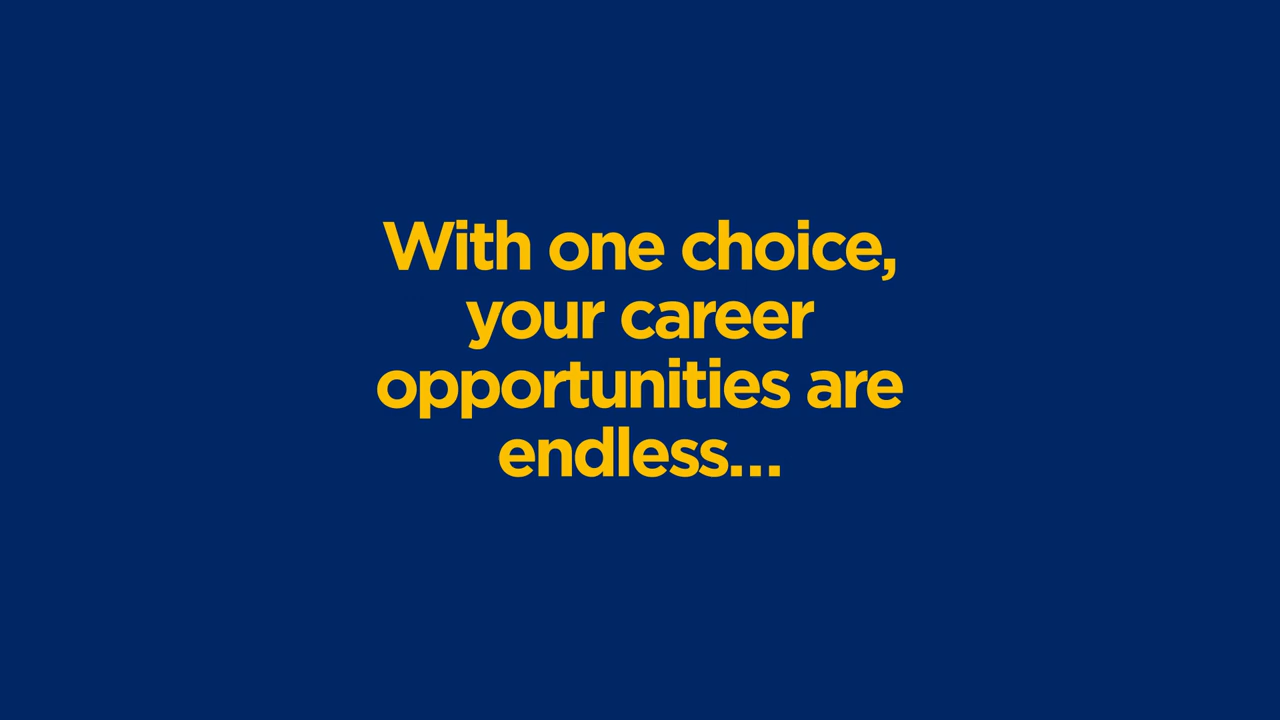 With one choice,
your career
opportunities are
endless...